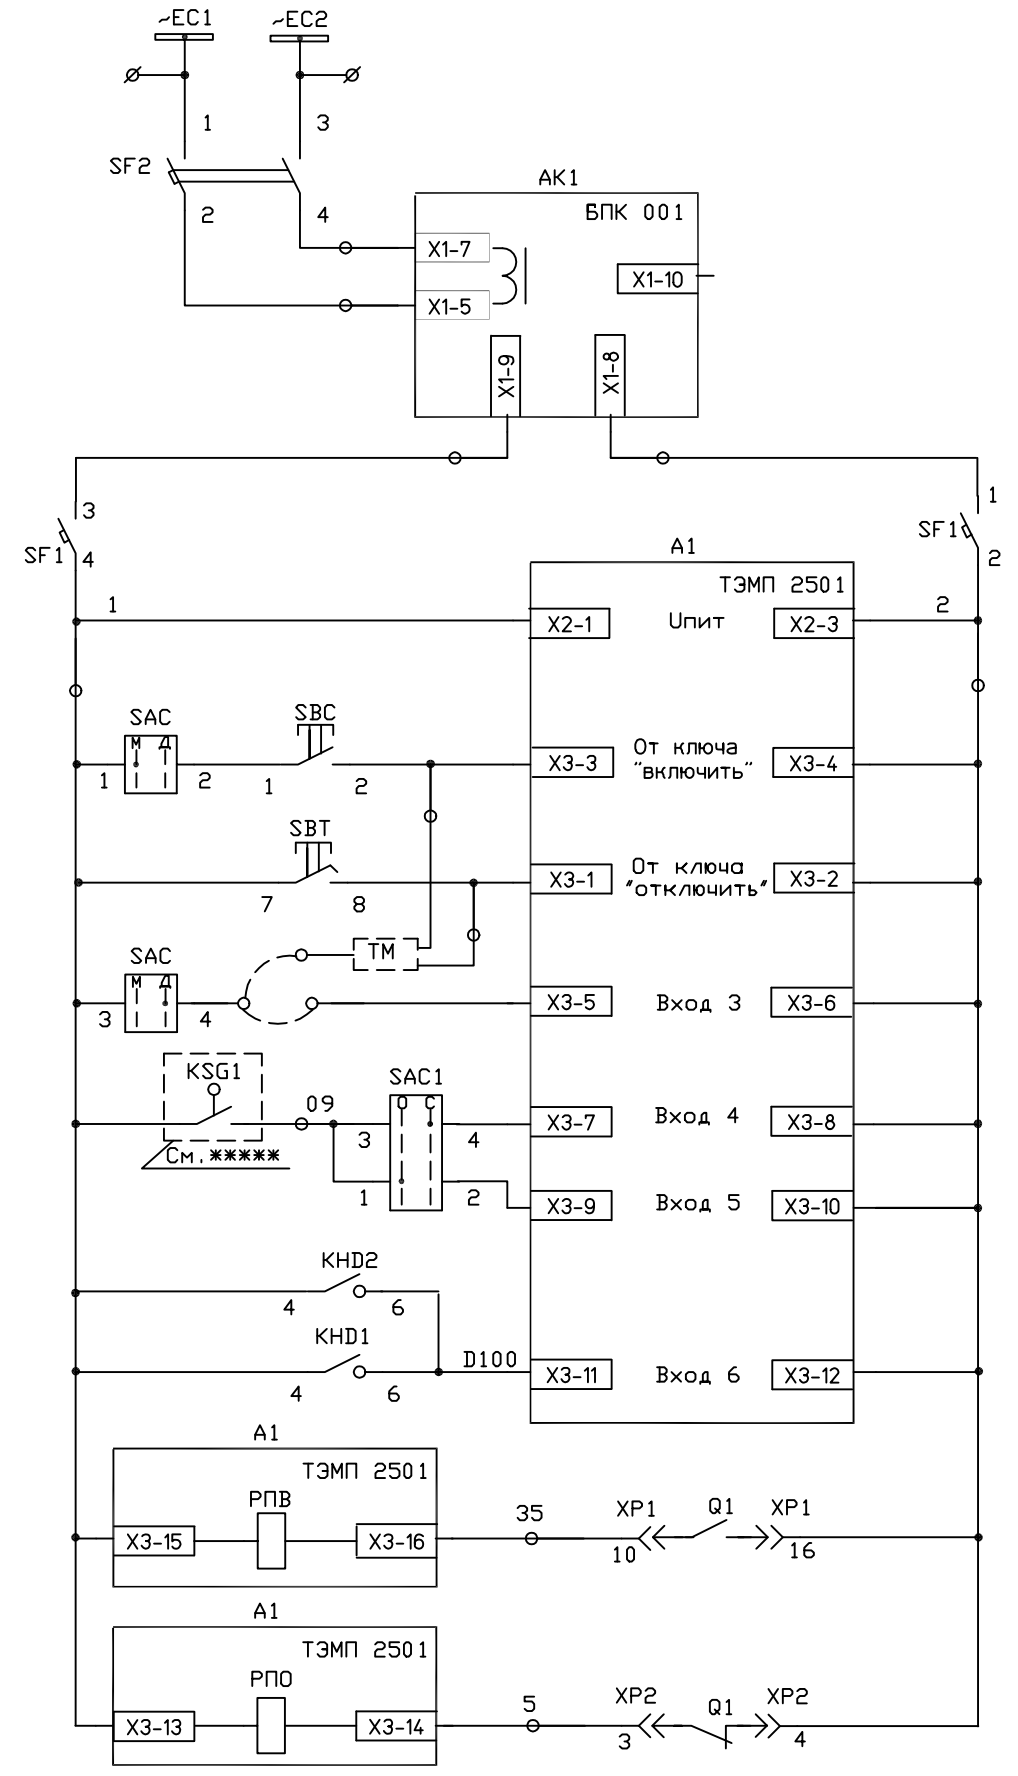 ~EC1 ~EC2
1 3
SF2
2 4
АК1
БПК 001
X1-7
X1-10
X1-5
X1-9 X1-8
3 1
SF1 4
SF1 2
А1
ТЭМП 2501
1 2
X2-1 Uпит X2-3
SAC SBC
М Д
1 2 1 2
X3-3 От ключа "включить" X3-4
SBT
7 8
X3-1 От ключа "отключить" X3-2
SAC
М Д
ТМ
3 4
X3-5 Вход 3 X3-6
KSG1
09
SAC1
О С
3 4
X3-7 Вход 4 X3-8
См. *****
1 2
X3-9 Вход 5 X3-10
KHD2
4 6
KHD1
4 6
D100
X3-11 Вход 6 X3-12
А1
ТЭМП 2501
РПВ
X3-15 X3-16
35 XP1 Q1 XP1
10 16
А1
ТЭМП 2501
РПО
X3-13 X3-14
5 XP2 Q1 XP2
3 4